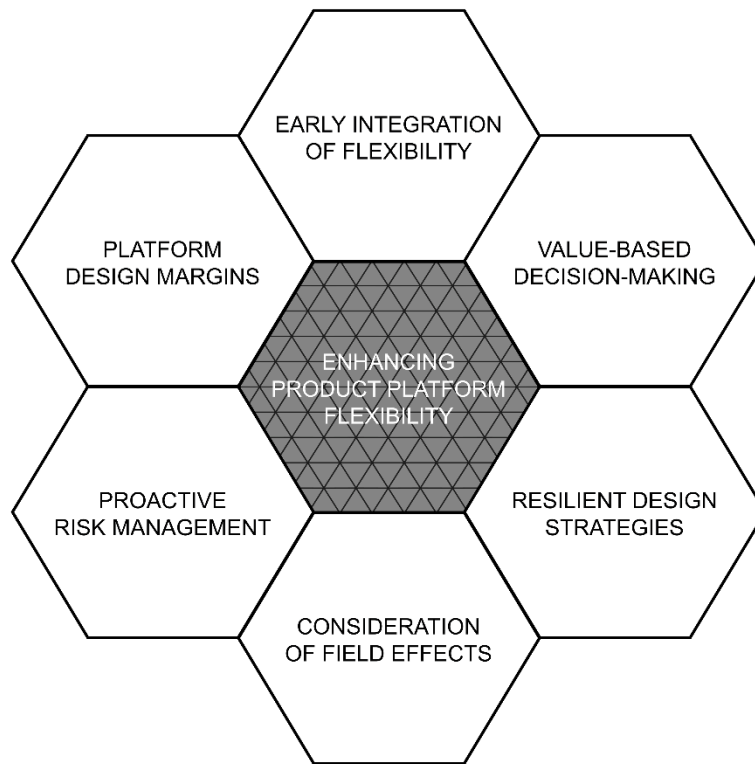 EARLY INTEGRATION
OF FLEXIBILITY
PLATFORM
DESIGN MARGINS
VALUE-BASED
DECISION-MAKING
ENHANCING
PRODUCT PLATFORM
FLEXIBILITY
PROACTIVE
RISK MANAGEMENT
RESILIENT DESIGN
STRATEGIES
CONSIDERATION
OF FIELD EFFECTS